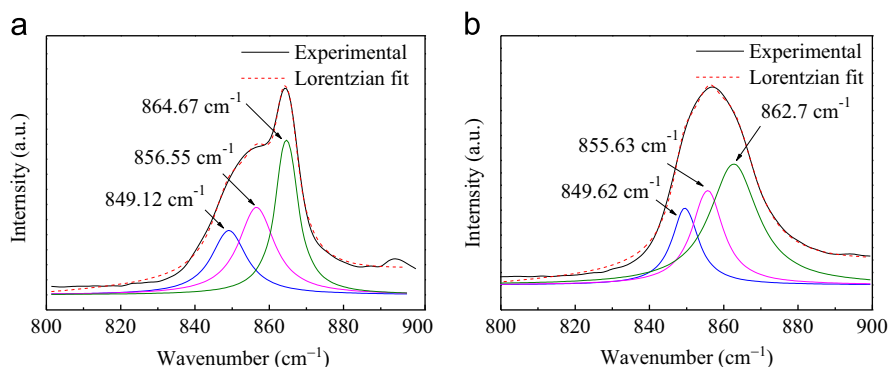 a
Experimental
Lorentzian fit
864.67 cm⁻¹
856.55 cm⁻¹
849.12 cm⁻¹
Internsity (a.u.)
800 820 840 860 880 900
Wavenumber (cm⁻¹)
b
Experimental
Lorentzian fit
862.7 cm⁻¹
855.63 cm⁻¹
849.62 cm⁻¹
Internsity (a.u.)
800 820 840 860 880 900
Wavenumber (cm⁻¹)